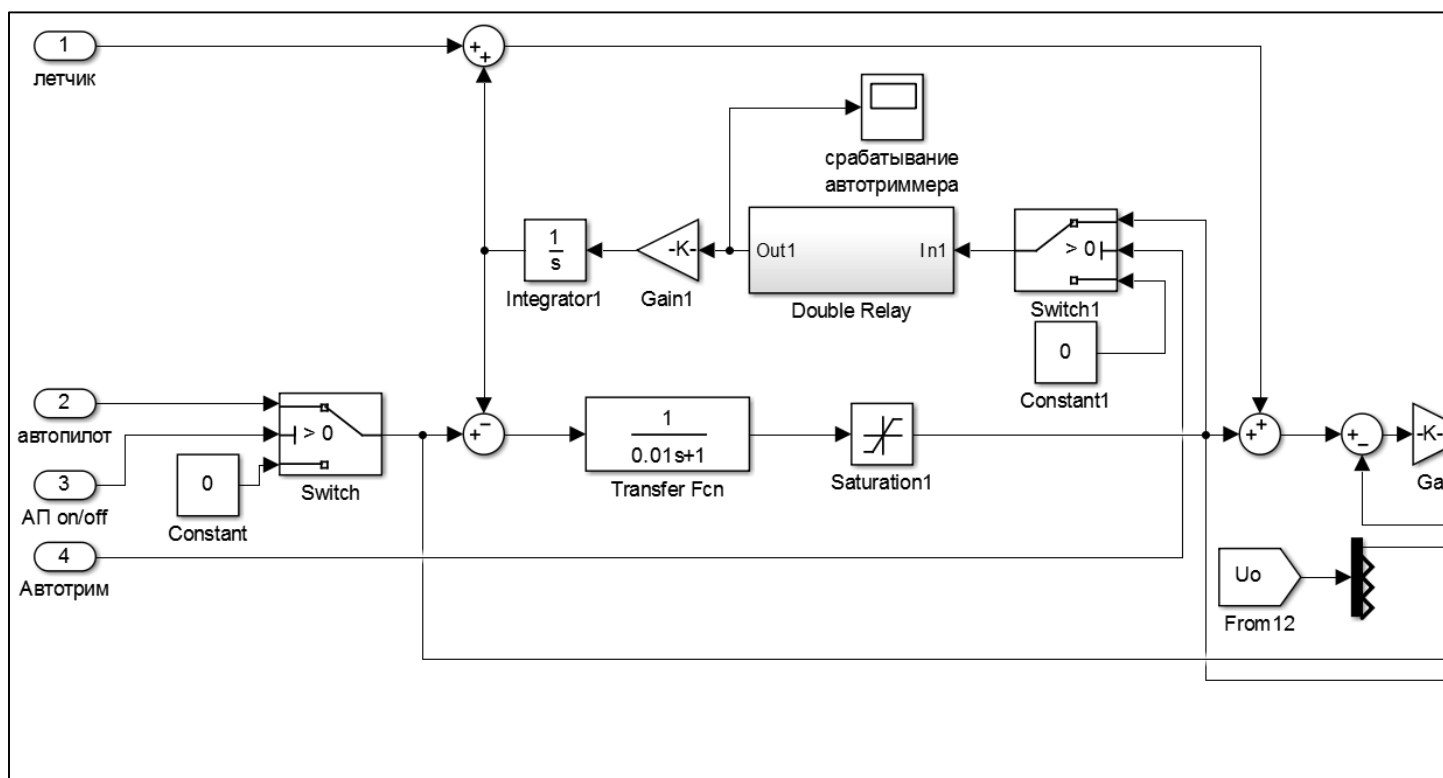 1
летчик
+
+
срабатывание
автотриммера
1
s
Integrator1
-K-
Gain1
Out1
In1
Double Relay
> 0
Switch1
0
Constant1
2
автопилот
3
АП on/off
0
Constant
> 0
Switch
+
−
1
0.01s+1
Transfer Fcn
Saturation1
+
+
+
−
-K-
Ga
4
Автотрим
Uo
From12